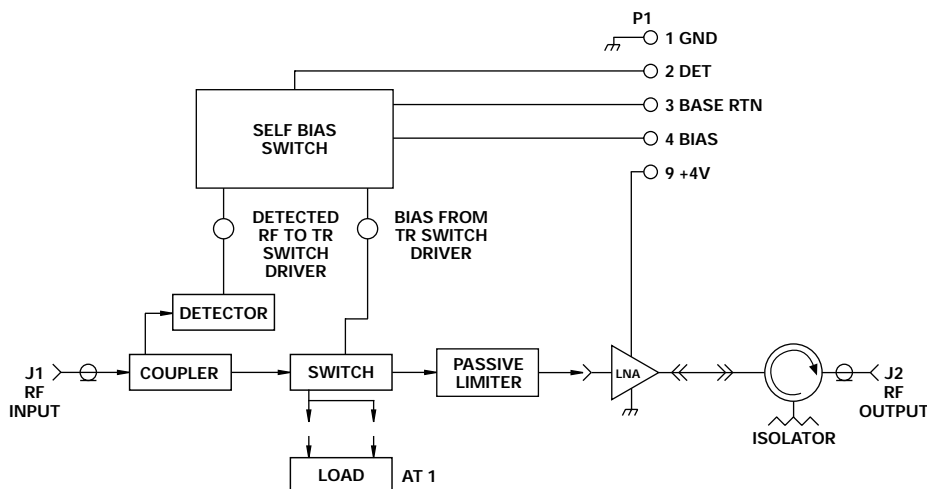 P1
1 GND
2 DET
3 BASE RTN
4 BIAS
9 +4V
SELF BIAS
SWITCH
DETECTED
RF TO TR
SWITCH
DRIVER
BIAS FROM
TR SWITCH
DRIVER
DETECTOR
J1
RF
INPUT
COUPLER
SWITCH
PASSIVE
LIMITER
LNA
J2
RF
OUTPUT
ISOLATOR
LOAD
AT 1